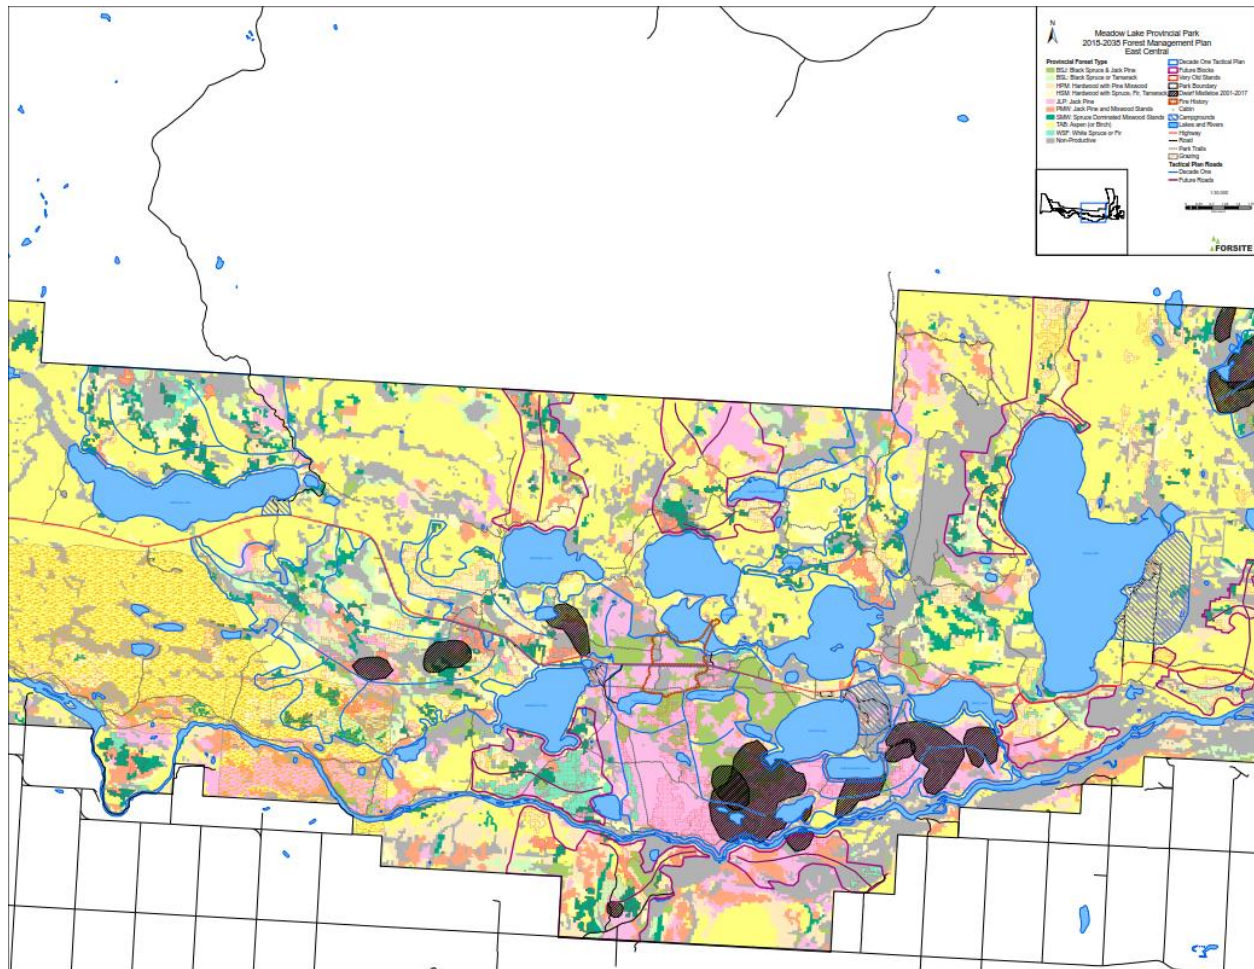 N
Meadow Lake Provincial Park
2015-2035 Forest Management Plan
East Central
Provincial Forest Type
BSJ: Black Spruce & Jack Pine
BSL: Black Spruce or Tamarack
HPM: Hardwood with Pine Mixwood
HSM: Hardwood with Spruce, Fir, Tamarack
JLP: Jack Pine
PMW: Jack Pine and Mixwood Stands
SMW: Spruce Dominated Mixwood Stands
TAB: Aspen (or Birch)
WSF: White Spruce or Fir
Non-Productive
Decade One Tactical Plan
Future Blocks
Very Old Stands
Park Boundary
Dwarf Mistletoe 2001-2017
Fire History
Cabin
Campgrounds
Lakes and Rivers
Highway
Road
Park Trails
Grazing
Tactical Plan Roads
Decade One
Future Roads
FORSITE